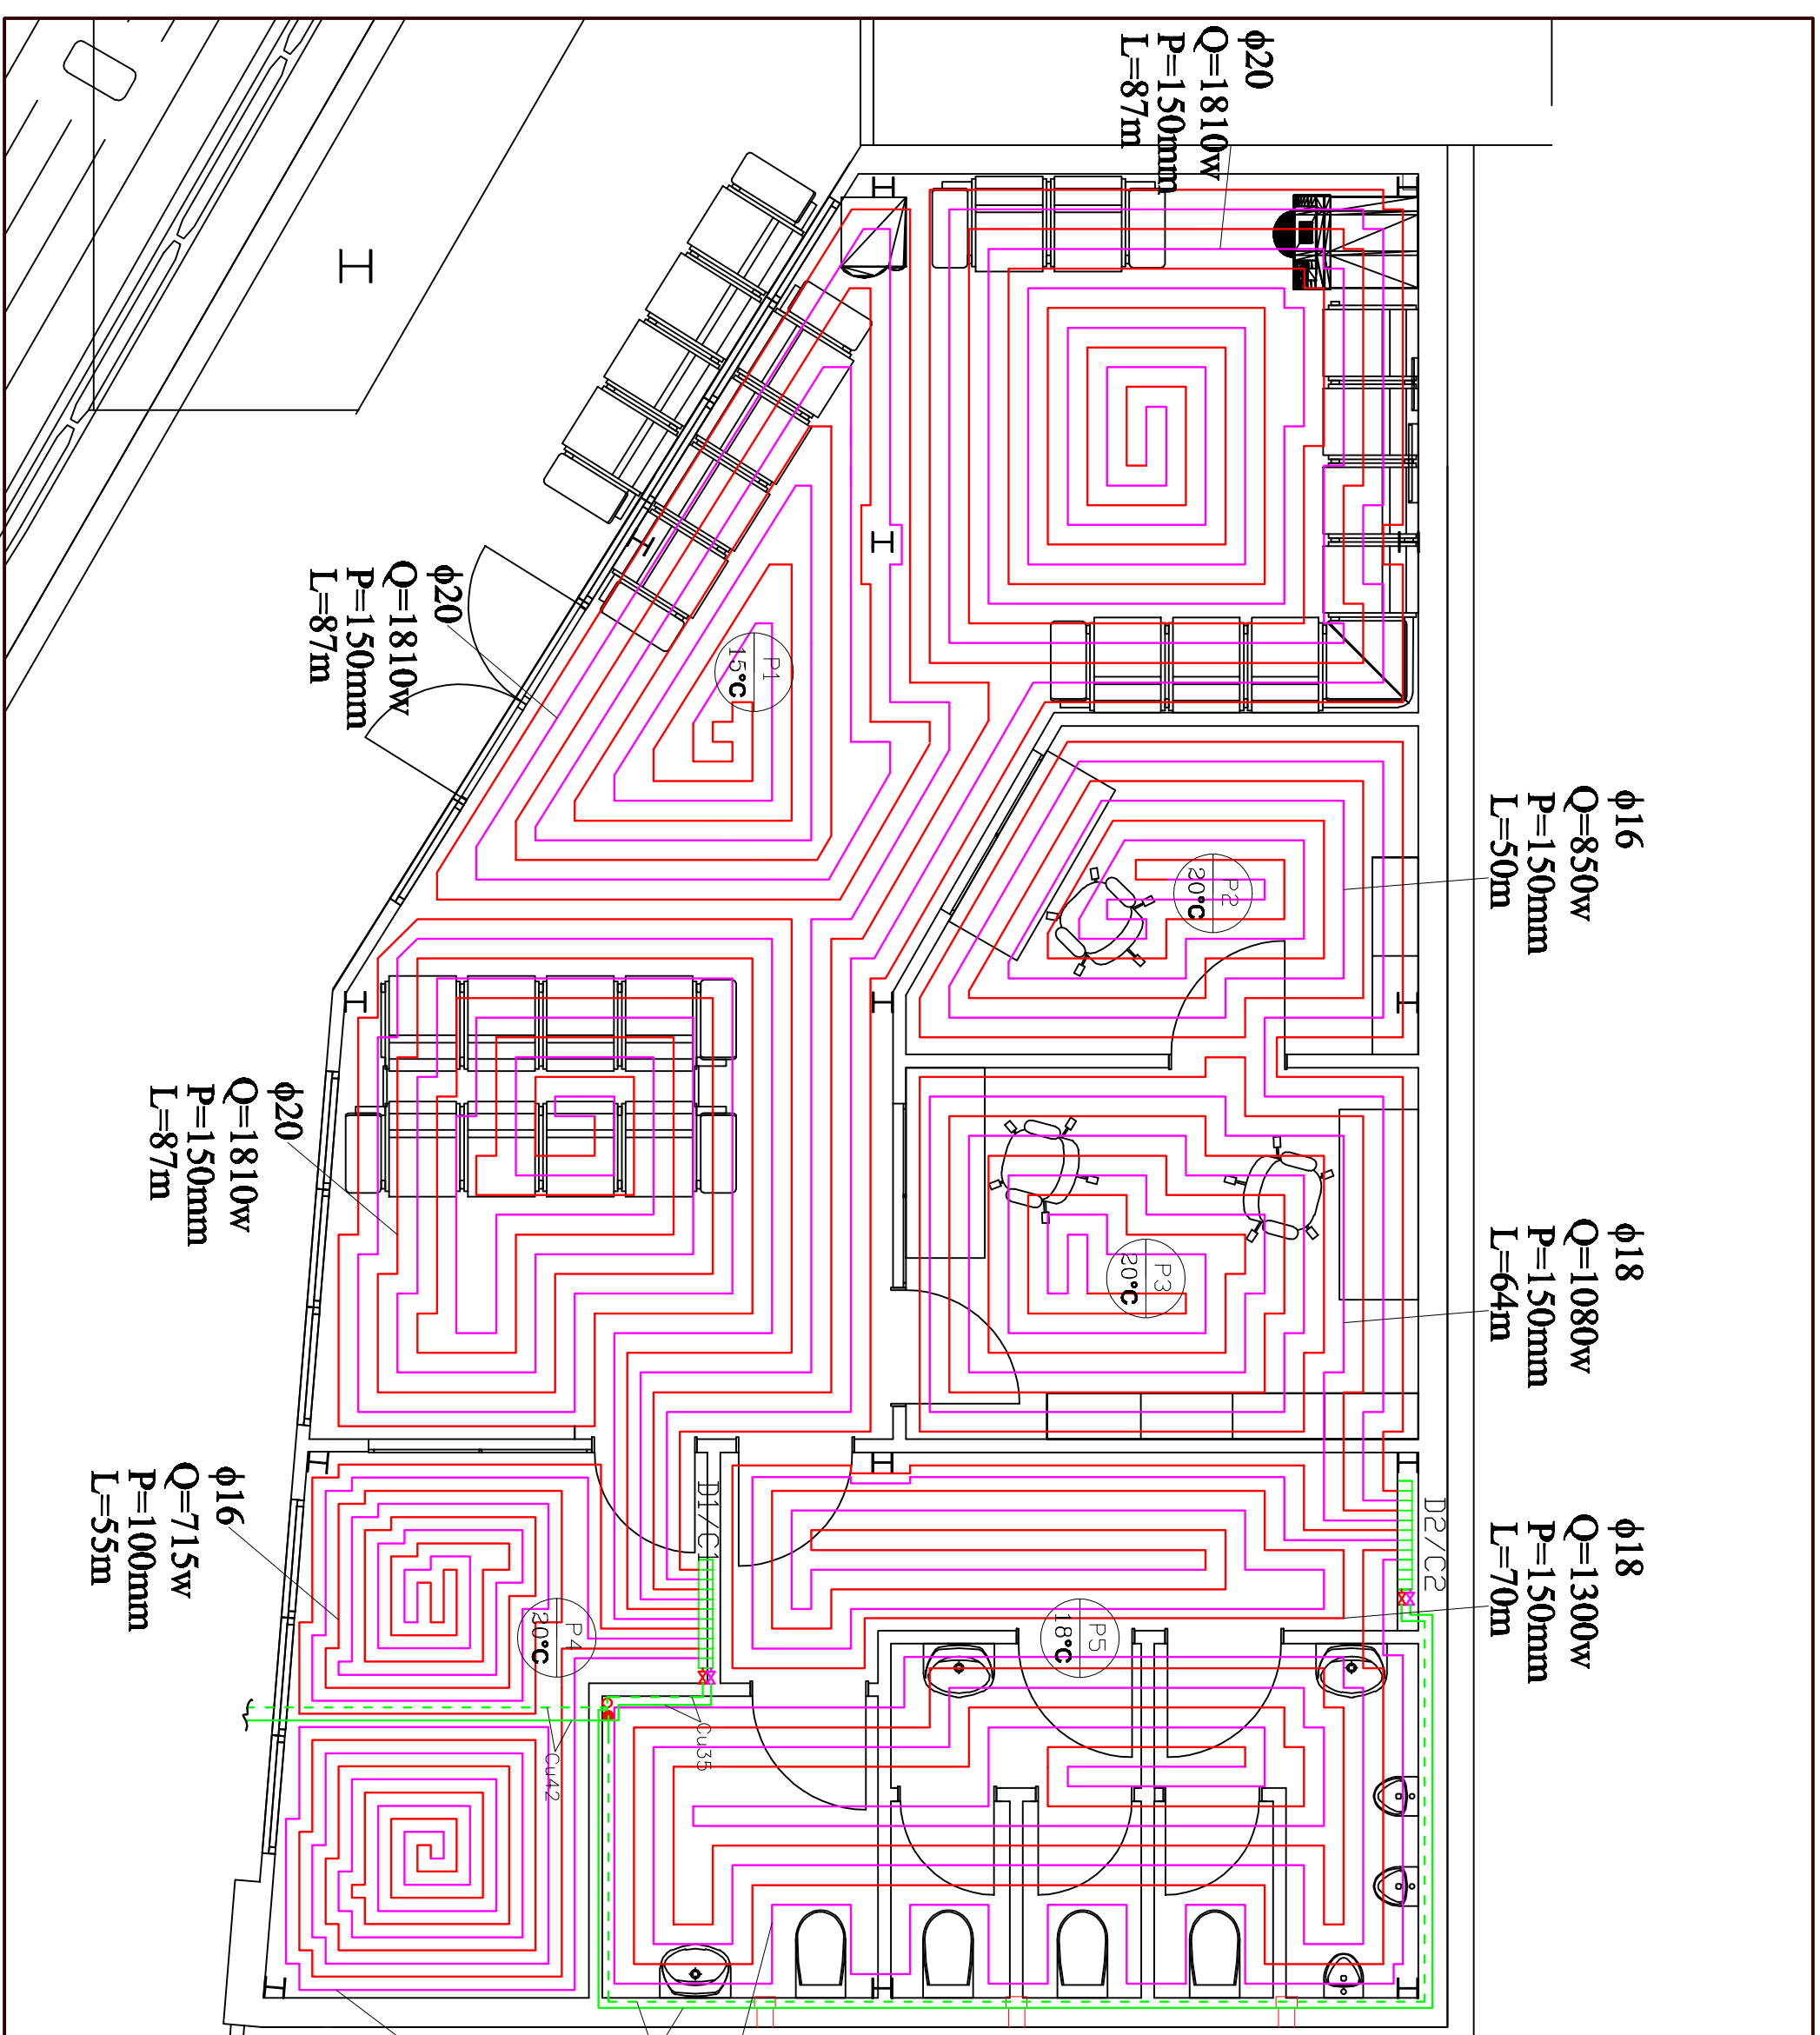 ϕ20
Q=1810w
P=150mm
L=87m
ϕ16
Q=850w
P=150mm
L=50m
ϕ18
Q=1080w
P=150mm
L=64m
ϕ18
Q=1300w
P=150mm
L=70m
D2/C2
P2
20°C
P3
20°C
P5
18°C
P1
15°C
ϕ20
Q=1810w
P=150mm
L=87m
ϕ20
Q=1810w
P=150mm
L=87m
D1/C1
P4
20°C
Cu35
Cu42
ϕ16
Q=715w
P=100mm
L=55m